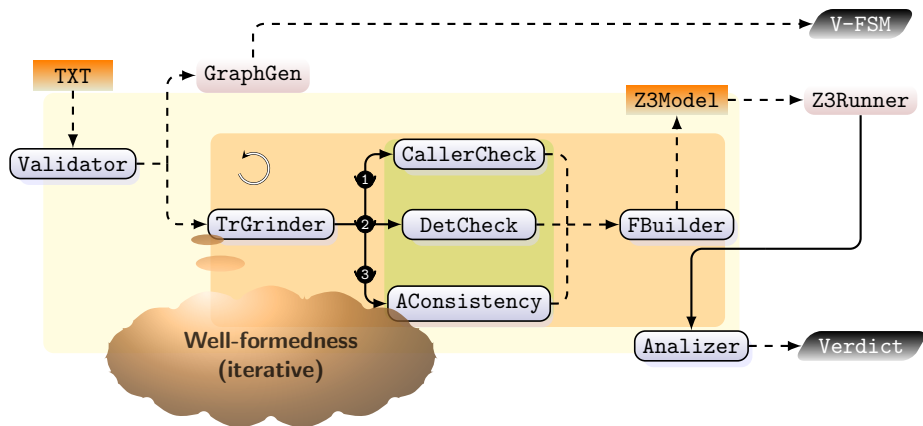 V-FSM
TXT
GraphGen
Z3Model
Z3Runner
Validator
CallerCheck
1
TrGrinder
2
DetCheck
FBuilder
3
AConsistency
Well-formedness
(iterative)
Analizer
Verdict